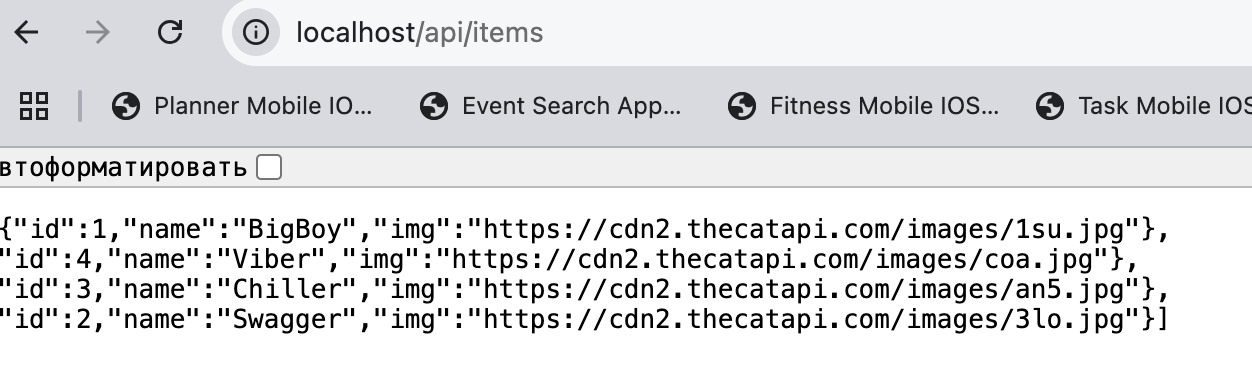 localhost/api/items
Planner Mobile IO... Event Search App... Fitness Mobile IOS... Task Mobile IOS
втоформатировать
{"id":1,"name":"BigBoy","img":"https://cdn2.thecatapi.com/images/1su.jpg"},
"id":4,"name":"Viber","img":"https://cdn2.thecatapi.com/images/coa.jpg"},
"id":3,"name":"Chiller","img":"https://cdn2.thecatapi.com/images/an5.jpg"},
"id":2,"name":"Swagger","img":"https://cdn2.thecatapi.com/images/3lo.jpg"}]